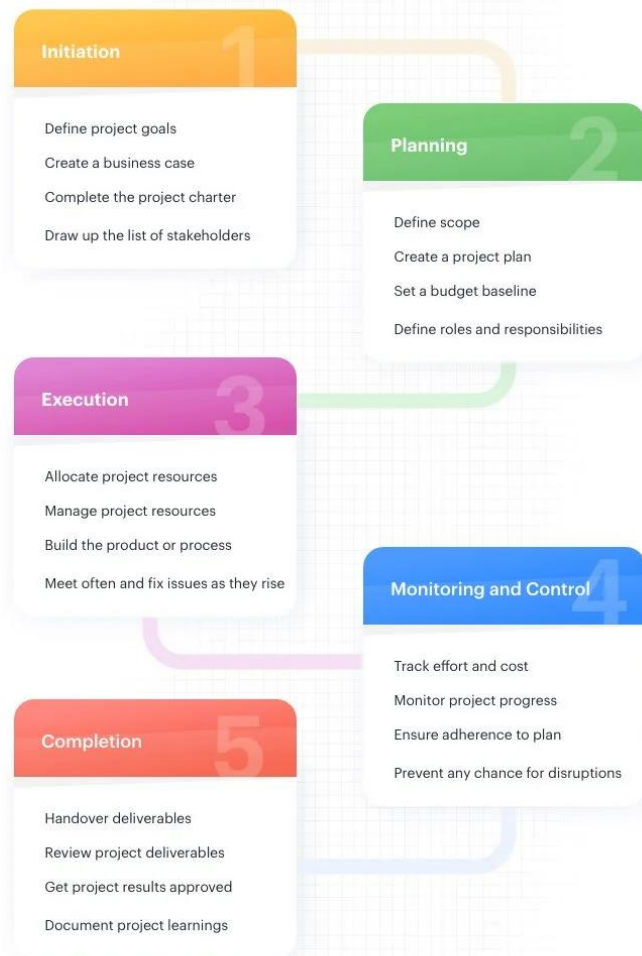 Initiation
1
Define project goals
Create a business case
Complete the project charter
Draw up the list of stakeholders
Planning
2
Define scope
Create a project plan
Set a budget baseline
Define roles and responsibilities
Execution
3
Allocate project resources
Manage project resources
Build the product or process
Meet often and fix issues as they rise
Monitoring and Control
4
Track effort and cost
Monitor project progress
Ensure adherence to plan
Prevent any chance for disruptions
Completion
5
Handover deliverables
Review project deliverables
Get project results approved
Document project learnings